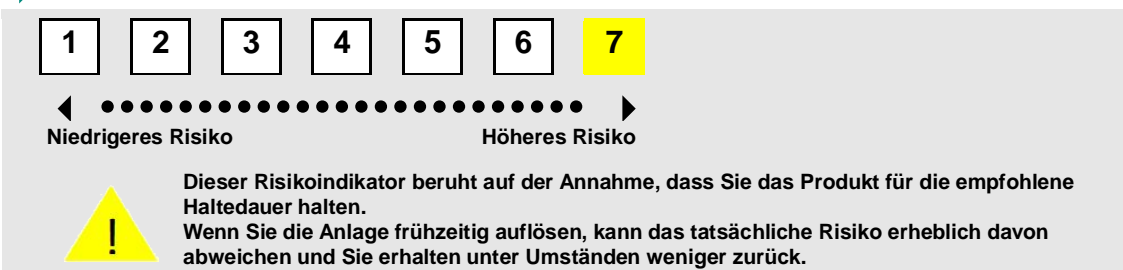 1 2 3 4 5 6 7
Niedrigeres Risiko Höheres Risiko
Dieser Risikoindikator beruht auf der Annahme, dass Sie das Produkt für die empfohlene
Haltedauer halten.
Wenn Sie die Anlage frühzeitig auflösen, kann das tatsächliche Risiko erheblich davon
abweichen und Sie erhalten unter Umständen weniger zurück.
!